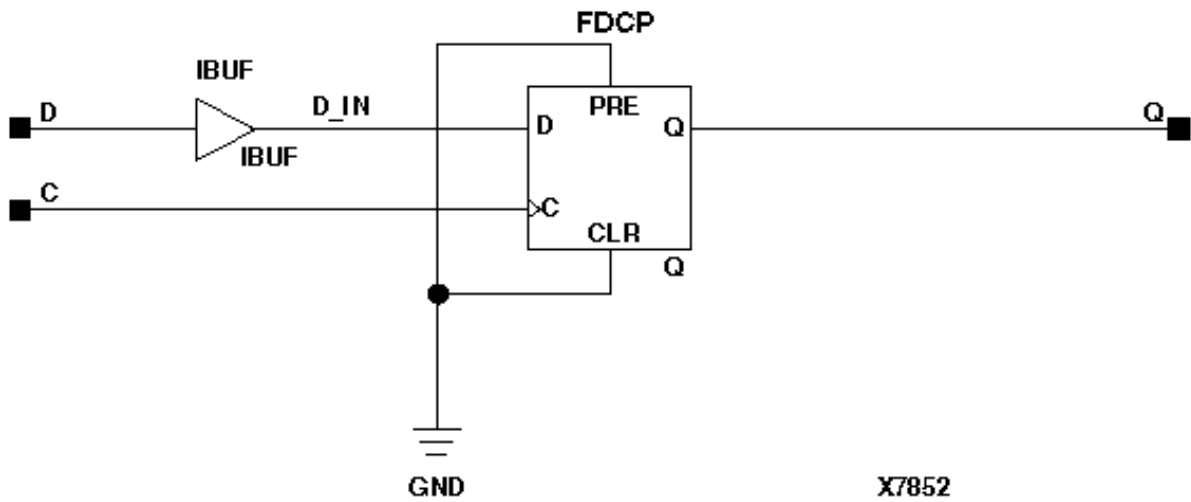 FDCP
IBUF
D
D_IN
D
PRE
Q
Q
IBUF
C
C
CLR
Q
GND
X7852